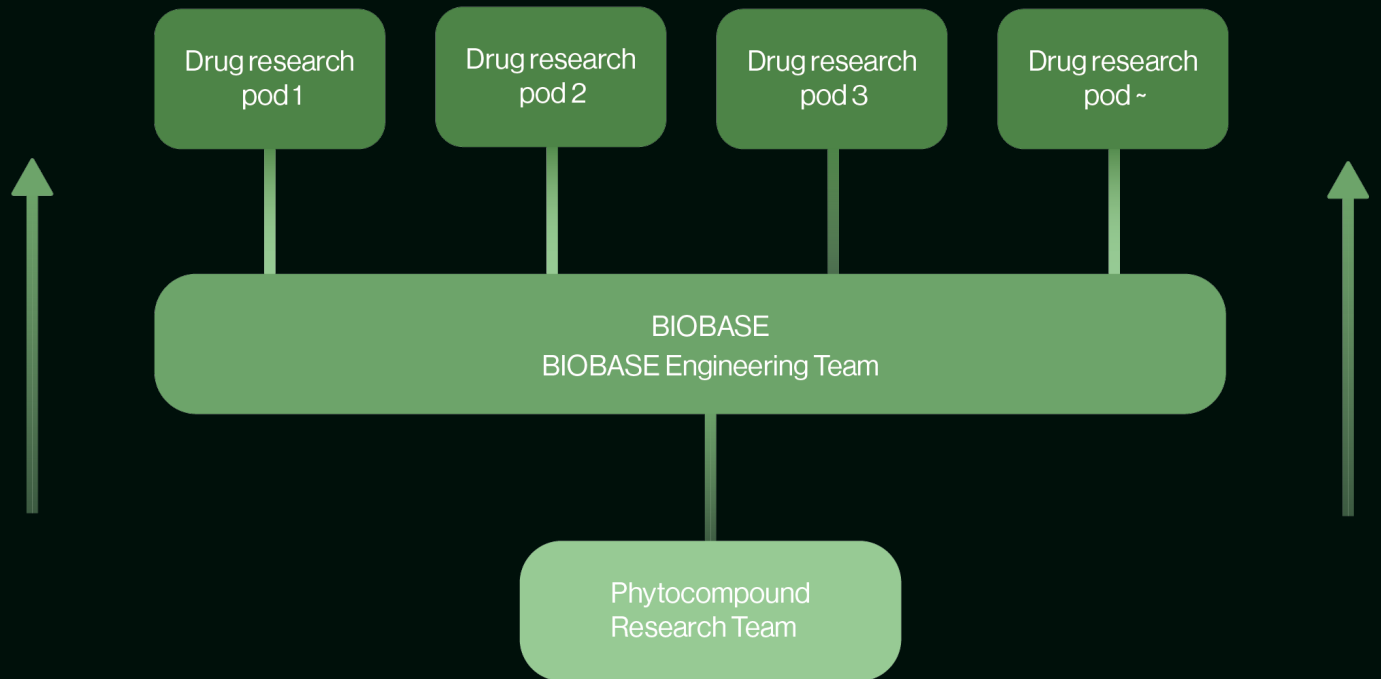 Drug research
pod 1
Drug research
pod 2
Drug research
pod 3
Drug research
pod ~
BIOBASE
BIOBASE Engineering Team
Phytocompound
Research Team